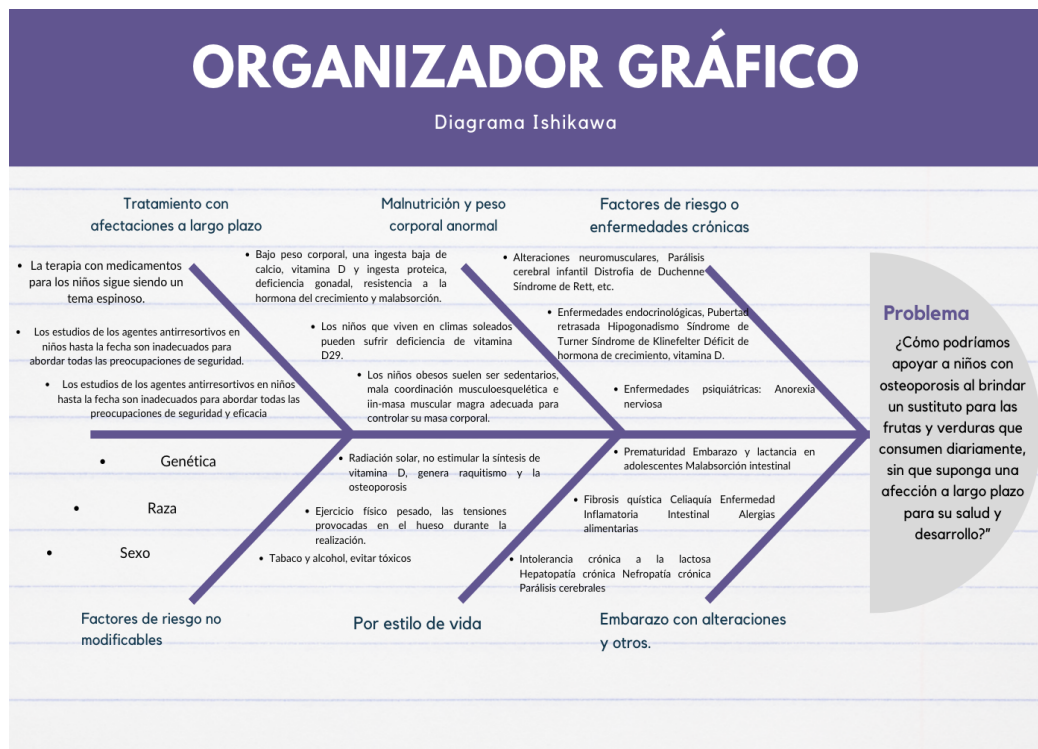 ORGANIZADOR GRÁFICO
Diagrama Ishikawa
Tratamiento con
afectaciones a largo plazo
• La terapia con medicamentos
para los niños sigue siendo un
tema espinoso.
• Los estudios de los agentes antirresortivos en
niños hasta la fecha son inadecuados para
abordar todas las preocupaciones de seguridad.
• Los estudios de los agentes antirresortivos en niños
hasta la fecha son inadecuados para abordar todas las
preocupaciones de seguridad y eficacia
Malnutrición y peso
corporal anormal
• Bajo peso corporal, una ingesta baja de
calcio, vitamina D y ingesta proteica,
deficiencia gonadal, resistencia a la
hormona del crecimiento y malabsorción.
• Los niños que viven en climas soleados
pueden sufrir deficiencia de vitamina
D29.
• Los niños obesos suelen ser sedentarios,
mala coordinación musculoesquelética e
iin-masa muscular magra adecuada para
controlar su masa corporal.
Factores de riesgo o
enfermedades crónicas
• Alteraciones neuromusculares, Parálisis
cerebral infantil Distrofia de Duchenne
Síndrome de Rett, etc.
• Enfermedades endocrinológicas, Pubertad
retrasada Hipogonadismo Síndrome de
Turner Síndrome de Klinefelter Déficit de
hormona de crecimiento, vitamina D.
• Enfermedades psiquiátricas: Anorexia
nerviosa
Problema
¿Cómo podríamos
apoyar a niños con
osteoporosis al brindar
un sustituto para las
frutas y verduras que
consumen diariamente,
sin que suponga una
afección a largo plazo
para su salud y
desarrollo?”
• Genética
• Raza
• Sexo
Factores de riesgo no
modificables
• Radiación solar, no estimular la síntesis de
vitamina D, genera raquitismo y la
osteoporosis
• Ejercicio físico pesado, las tensiones
provocadas en el hueso durante la
realización.
• Tabaco y alcohol, evitar tóxicos
Por estilo de vida
• Prematuridad Embarazo y lactancia en
adolescentes Malabsorción intestinal
• Fibrosis quística Celiaquía Enfermedad
Inflamatoria Intestinal Alergias
alimentarias
• Intolerancia crónica a la lactosa
Hepatopatía crónica Nefropatía crónica
Parálisis cerebrales
Embarazo con alteraciones
y otros.